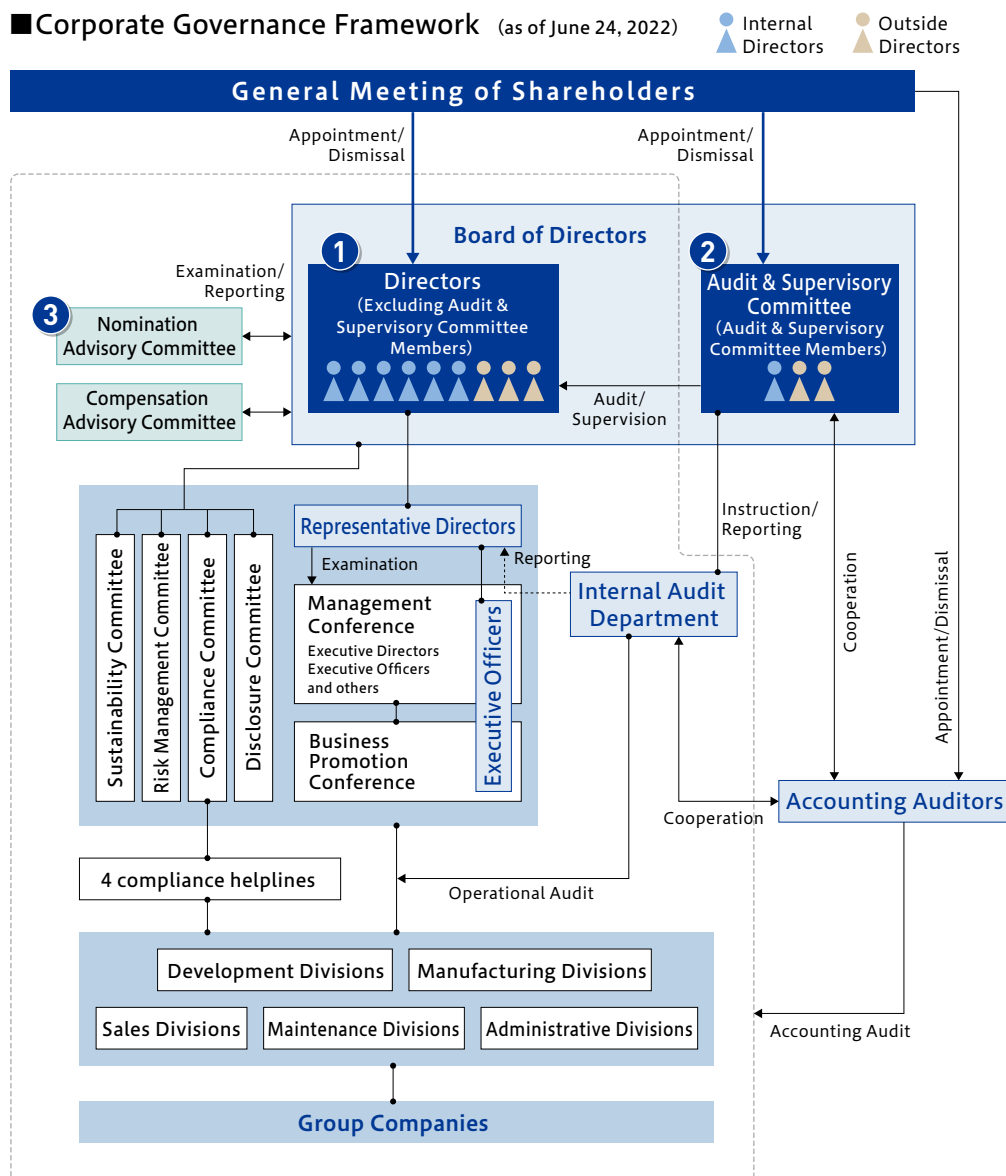 ■Corporate Governance Framework (as of June 24, 2022)
Internal
Directors
Outside
Directors
General Meeting of Shareholders
Appointment/
Dismissal
Appointment/
Dismissal
Board of Directors
1
Directors
(Excluding Audit &
Supervisory Committee
Members)
2
Audit & Supervisory
Committee
(Audit & Supervisory
Committee Members)
Examination/
Reporting
3
Nomination
Advisory Committee
Compensation
Advisory Committee
Audit/
Supervision
Representative Directors
Instruction/
Reporting
Examination
Reporting
Internal Audit
Department
Sustainability Committee
Risk Management Committee
Compliance Committee
Disclosure Committee
Management
Conference
Executive Directors
Executive Officers
and others
Executive Officers
Business
Promotion
Conference
Cooperation
Appointment/Dismissal
Accounting Auditors
Cooperation
4 compliance helplines
Operational Audit
Development Divisions
Manufacturing Divisions
Sales Divisions
Maintenance Divisions
Administrative Divisions
Accounting Audit
Group Companies